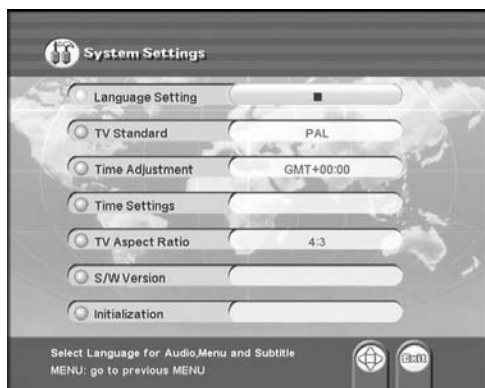 System Settings
Language Setting
TV Standard PAL
Time Adjustment GMT+00:00
Time Settings
TV Aspect Ratio 4:3
S/W Version
Initialization
Select Language for Audio,Menu and Subtitle
MENU: go to previous MENU
Exit